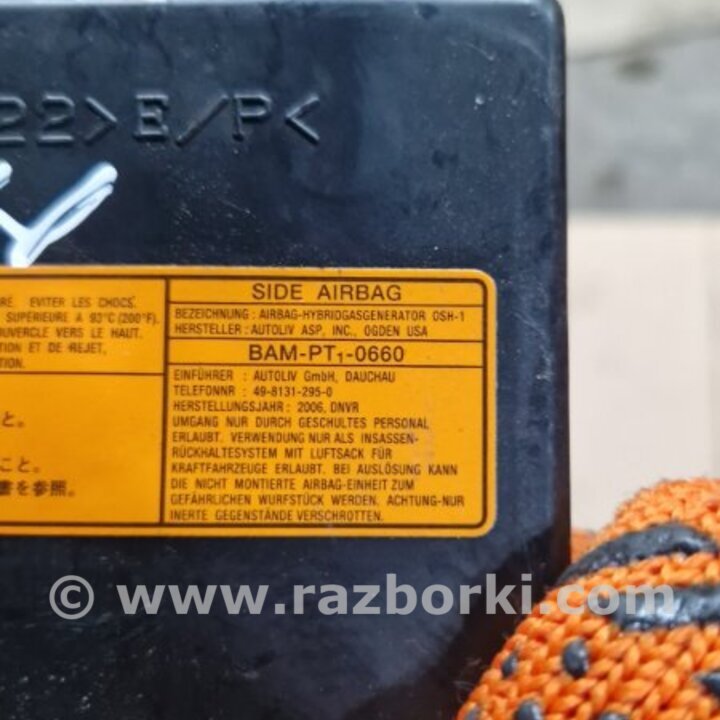 22>E/P<
RE. EVITER LES CHOCS.
SUPERIEURE A 93°C (200°F).
OUVERCLE VERS LE HAUT.
TION ET DE REJET,
と。
こと。
書を参照。
SIDE AIRBAG
BEZEICHNUNG : AIRBAG-HYBRIDGASGENERATOR OSH-1
HERSTELLER : AUTOLIV ASP, INC., OGDEN USA
BAM-PT₁-0660
EINFÜHRER : AUTOLIV GmbH, DAUCHAU
TELEFONNR : 49-8131-295-0
HERSTELLUNGSJAHR : 2006, DNVR
UMGANG NUR DURCH GESCHULTES PERSONAL
ERLAUBT. VERWENDUNG NUR ALS INSASSEN-
RÜCKHALTESYSTEM MIT LUFTSACK FÜR
KRAFTFAHRZEUGE ERLAUBT. BEI AUSLÖSUNG KANN
DIE NICHT MONTIERTE AIRBAG-EINHEIT ZUM
GEFÄHRLICHEN WURFSTÜCK WERDEN. ACHTUNG-NUR
INERTE GEGENSTÄNDE VERSCHROTTEN.
© www.razborki.com